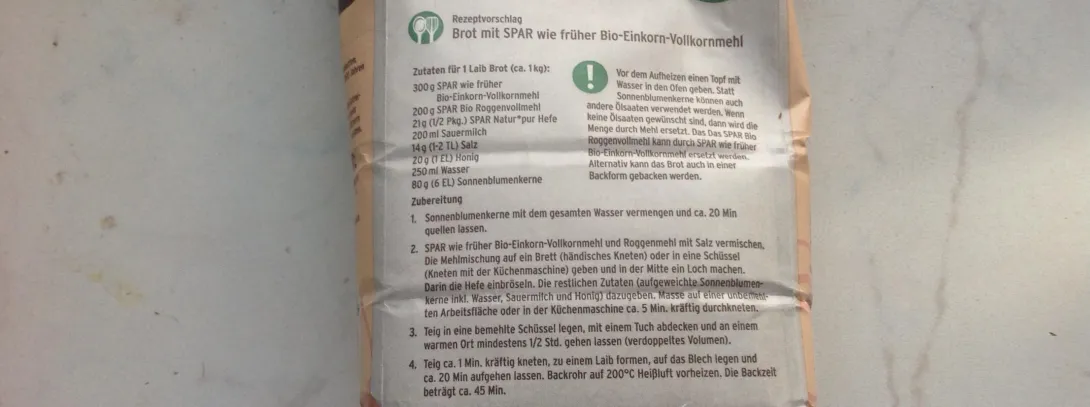 Rezeptvorschlag
Brot mit SPAR wie früher Bio-Einkorn-Vollkornmehl
Zutaten für 1 Laib Brot (ca. 1kg):
300 g SPAR wie früher
Bio-Einkorn-Vollkornmehl
200 g SPAR Bio Roggenvollmehl
21 g (1/2 Pkg.) SPAR Natur*pur Hefe
200 ml Sauermilch
14 g (1-2 TL) Salz
20 g (1 EL) Honig
250 ml Wasser
80 g (6 EL) Sonnenblumenkerne
!
Vor dem Aufheizen einen Topf mit
Wasser in den Ofen geben. Statt
Sonnenblumenkerne können auch
andere Ölsaaten verwendet werden. Wenn
keine Ölsaaten gewünscht sind, dann wird die
Menge durch Mehl ersetzt. Das Das SPAR Bio
Roggenvollmehl kann durch SPAR wie früher
Bio-Einkorn-Vollkornmehl ersetzt werden.
Alternativ kann das Brot auch in einer
Backform gebacken werden.
Zubereitung
1. Sonnenblumenkerne mit dem gesamten Wasser vermengen und ca. 20 Min
quellen lassen.
2. SPAR wie früher Bio-Einkorn-Vollkornmehl und Roggenmehl mit Salz vermischen.
Die Mehlmischung auf ein Brett (händisches Kneten) oder in eine Schüssel
(Kneten mit der Küchenmaschine) geben und in der Mitte ein Loch machen.
Darin die Hefe einbröseln. Die restlichen Zutaten (aufgeweichte Sonnenblumen-
kerne inkl. Wasser, Sauermilch und Honig) dazugeben. Masse auf einer unbemehl-
ten Arbeitsfläche oder in der Küchenmaschine ca. 5 Min. kräftig durchkneten.
3. Teig in eine bemehlte Schüssel legen, mit einem Tuch abdecken und an einem
warmen Ort mindestens 1/2 Std. gehen lassen (verdoppeltes Volumen).
4. Teig ca. 1 Min. kräftig kneten, zu einem Laib formen, auf das Blech legen und
ca. 20 Min aufgehen lassen. Backrohr auf 200°C Heißluft vorheizen. Die Backzeit
beträgt ca. 45 Min.